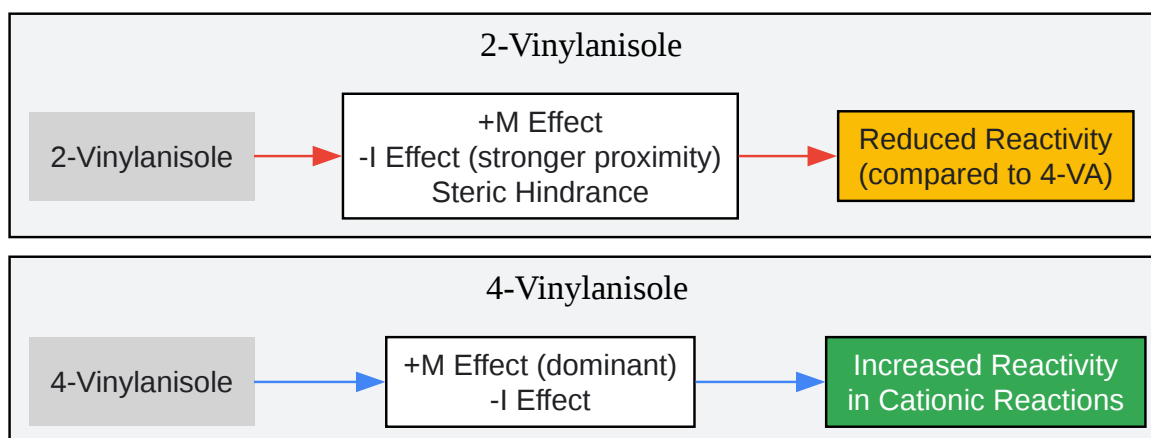 2-Vinylanisole
2-Vinylanisole
+M Effect
-I Effect (stronger proximity)
Steric Hindrance
Reduced Reactivity
(compared to 4-VA)
4-Vinylanisole
4-Vinylanisole
+M Effect (dominant)
-I Effect
Increased Reactivity
in Cationic Reactions